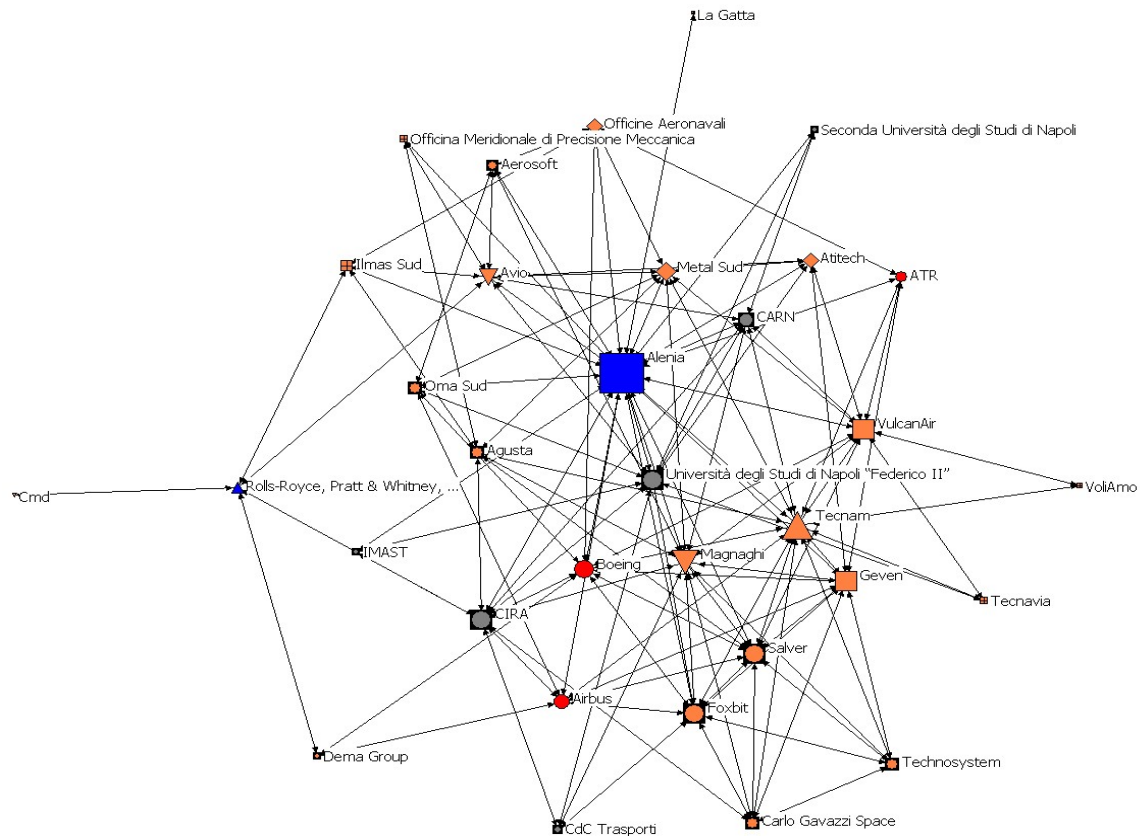 La Gatta
Officine Aeronavali
Seconda Università degli Studi di Napoli
Officina Meridionale di Precisione Meccanica
Aerosoft
Ilmas Sud
Avio
Metal Sud
Atitech
ATR
CARN
Alenia
Oma Sud
VulcanAir
Agusta
Università degli Studi di Napoli “Federico II”
Rolls-Royce, Pratt & Whitney, ...
VoliAmo
Cmd
Tecnam
IMAST
Magnaghi
Boeing
Geven
Tecnavia
CIRA
Salver
Airbus
Foxbit
Dema Group
Technosystem
CdC Trasporti
Carlo Gavazzi Space